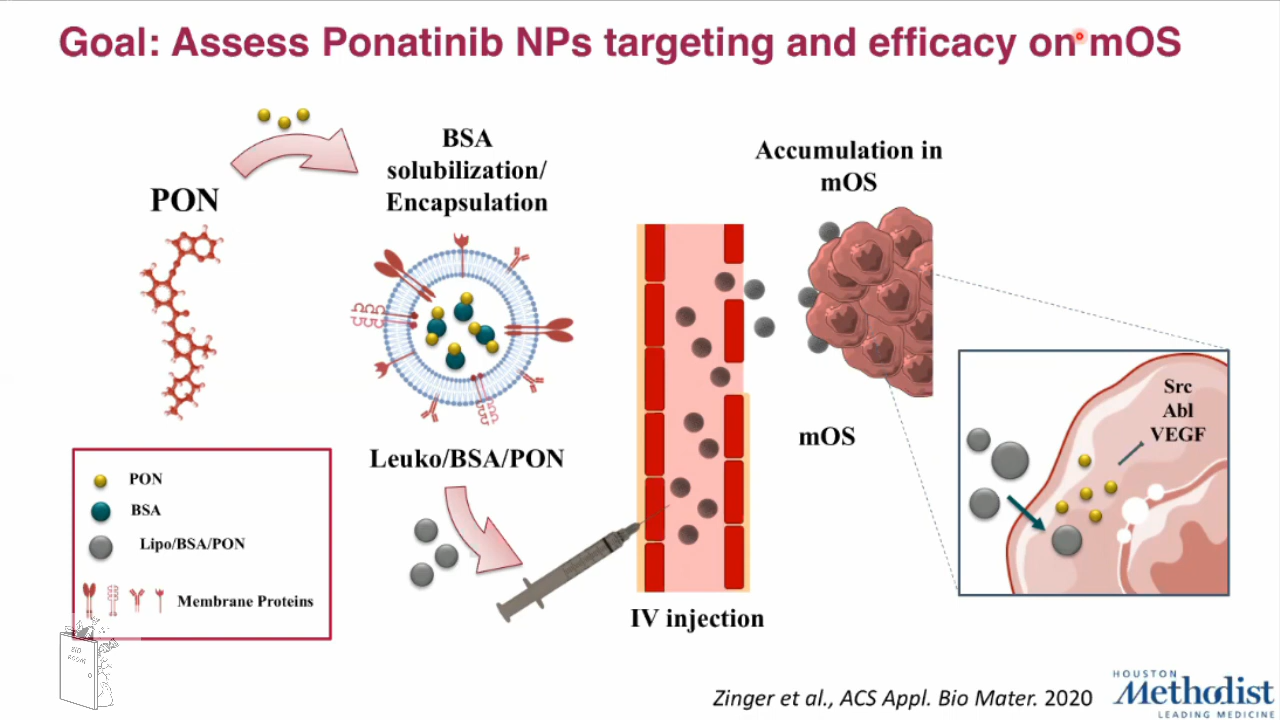 Goal: Assess Ponatinib NPs targeting and efficacy on mOS
PON
BSA
solubilization/
Encapsulation
Accumulation in
mOS
Src
Abl
VEGF
mOS
Leuko/BSA/PON
PON
BSA
Lipo/BSA/PON
Membrane Proteins
IV injection
BIO
ROOM
Zinger et al., ACS Appl. Bio Mater. 2020
HOUSTON
Methodist
LEADING MEDICINE